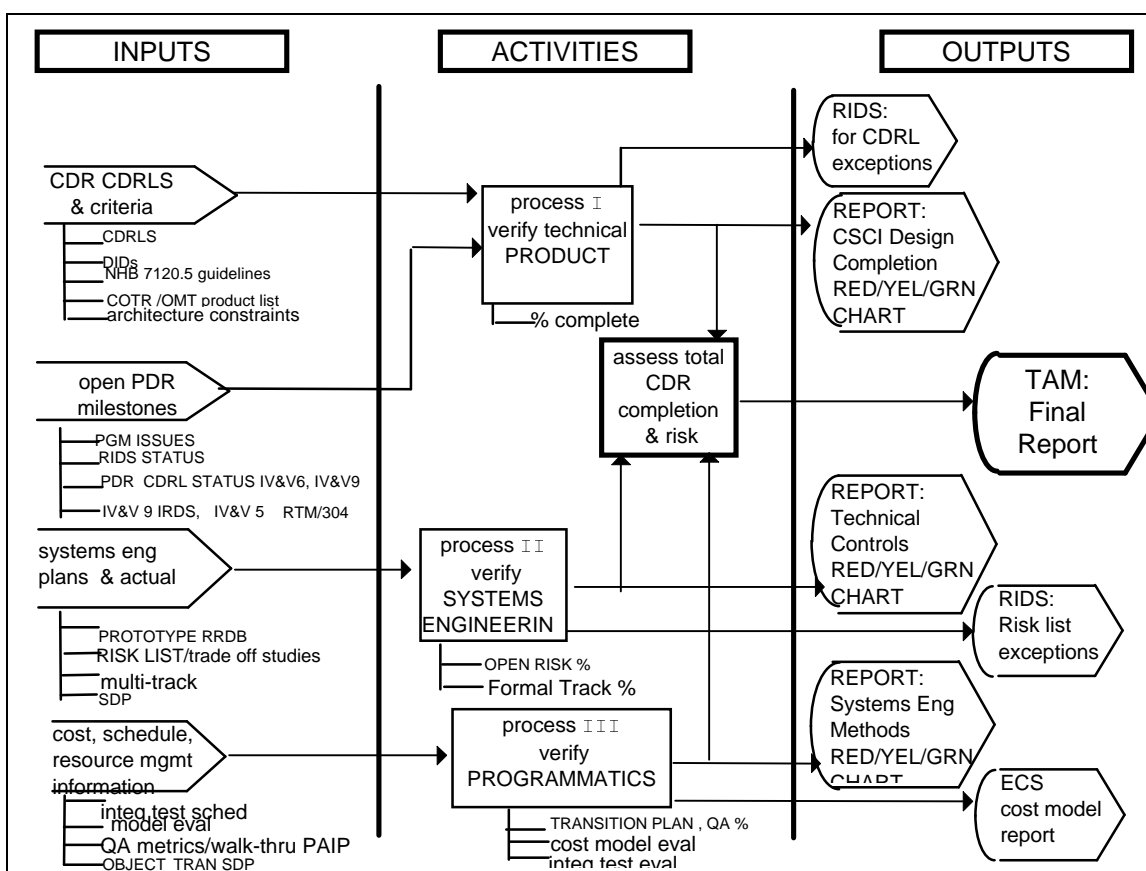 INPUTS
ACTIVITIES
OUTPUTS
CDR CDRLS
& criteria
CDRLS
DIDs
NHB 7120.5 guidelines
COTR /OMT product list
architecture constraints
open PDR
milestones
PGM ISSUES
RIDS STATUS
PDR CDRL STATUS IV&V6, IV&V9
IV&V 9 IRDS, IV&V 5 RTM/304
systems eng
plans & actual
PROTOTYPE RRDB
RISK LIST/trade off studies
multi-track
SDP
cost, schedule,
resource mgmt
information
integ test sched
model eval
QA metrics/walk-thru PAIP
OBJECT TRAN SDP
process I
verify technical
PRODUCT
% complete
assess total
CDR
completion
& risk
process II
verify
SYSTEMS
ENGINEERIN
OPEN RISK %
Formal Track %
process III
verify
PROGRAMMATICS
TRANSITION PLAN , QA %
cost model eval
integ test eval
RIDS:
for CDRL
exceptions
REPORT:
CSCI Design
Completion
RED/YEL/GRN
CHART
TAM:
Final
Report
REPORT:
Technical
Controls
RED/YEL/GRN
CHART
RIDS:
Risk list
exceptions
REPORT:
Systems Eng
Methods
RED/YEL/GRN
CHART
ECS
cost model
report